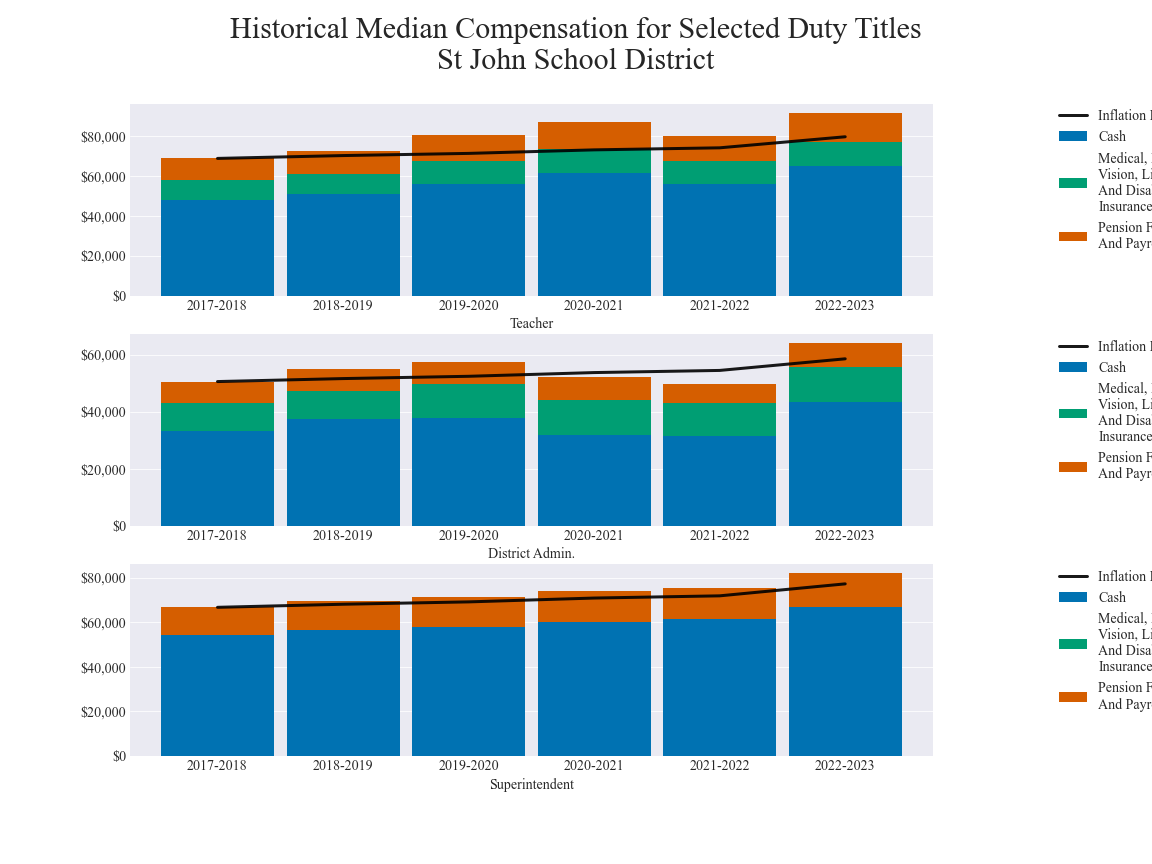 Historical Median Compensation for Selected Duty Titles
St John School District
$80,000
$60,000
$40,000
$20,000
$0
2017-2018 2018-2019 2019-2020 2020-2021 2021-2022 2022-2023
Teacher
Inflation
Cash
Medical,
Vision,
And
Insurance
Pension
And
$60,000
$40,000
$20,000
$0
2017-2018 2018-2019 2019-2020 2020-2021 2021-2022 2022-2023
District Admin.
Inflation
Cash
Medical,
Vision,
And
Insurance
Pension
And
$80,000
$60,000
$40,000
$20,000
$0
2017-2018 2018-2019 2019-2020 2020-2021 2021-2022 2022-2023
Superintendent
Inflation
Cash
Medical,
Vision,
And
Insurance
Pension
And